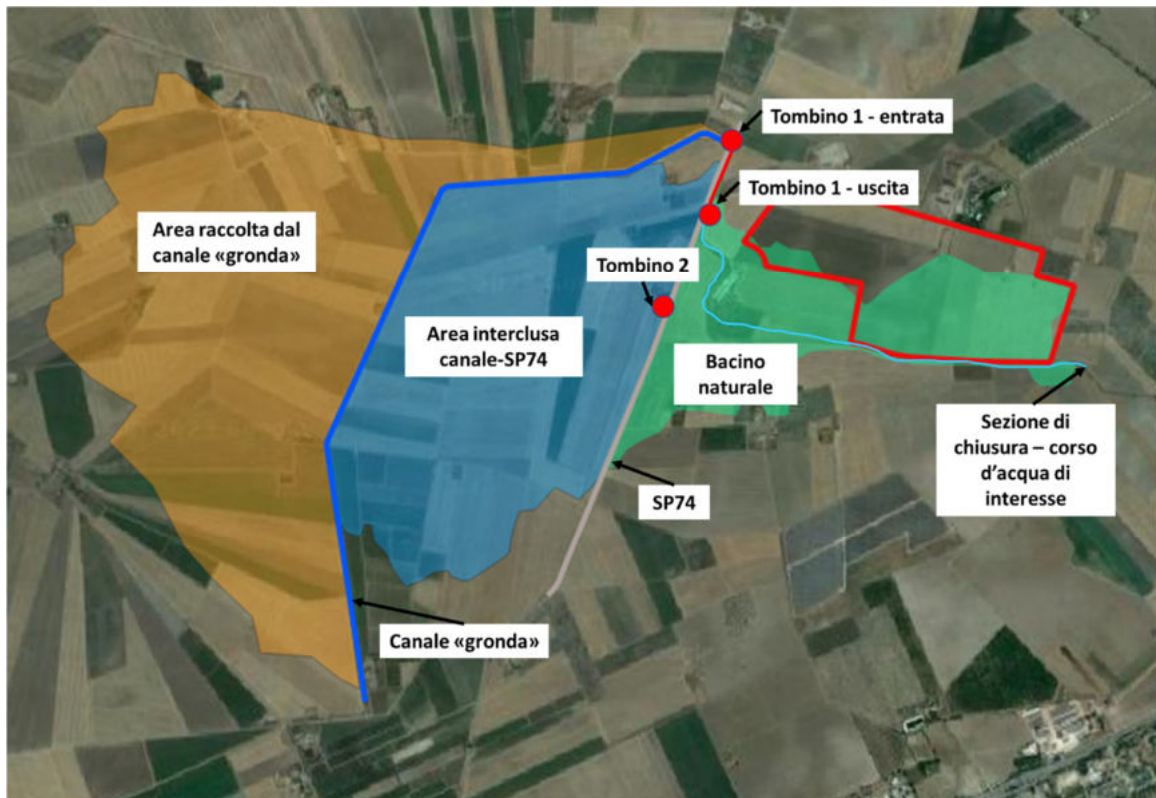 Tombino 1 - entrata
Tombino 1 - uscita
Area raccolta dal
canale «gronda»
Tombino 2
Area interclusa
canale-SP74
Bacino
naturale
Sezione di
chiusura – corso
d'acqua di
interesse
SP74
Canale «gronda»